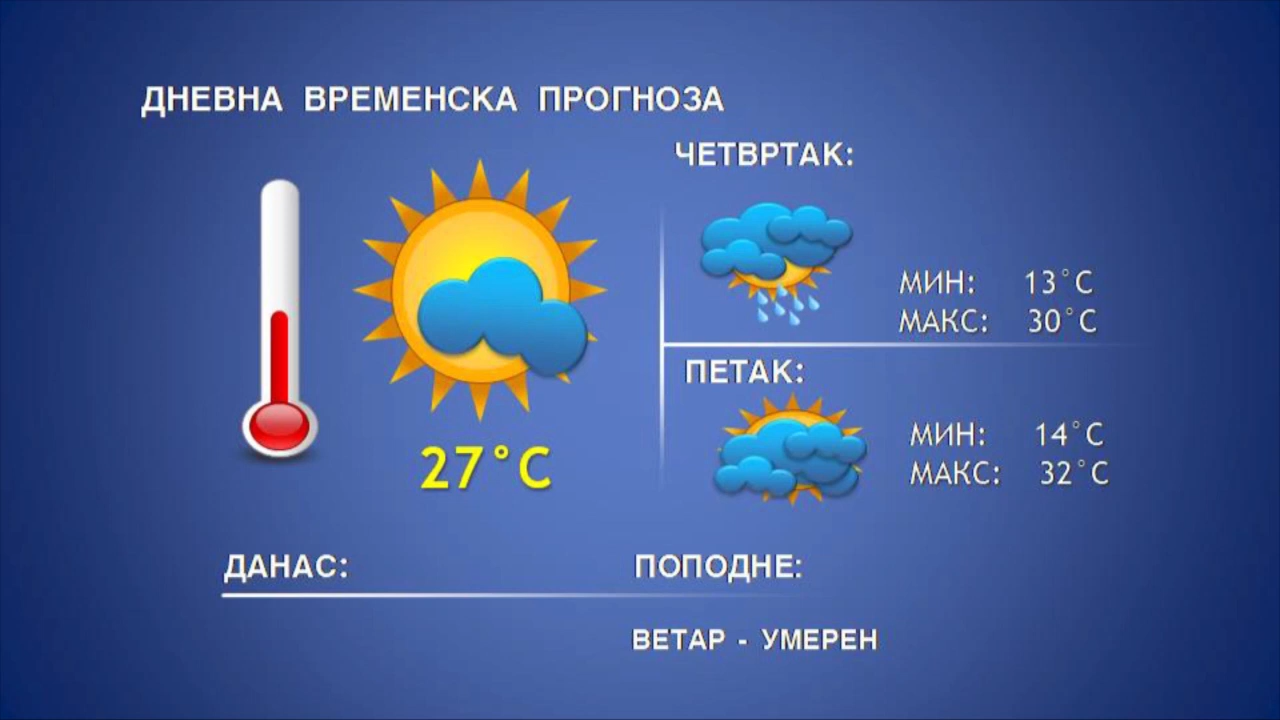 ДНЕВНА ВРЕМЕНСКА ПРОГНОЗА
ЧЕТВРТАК:
МИН: 13°C
МАКС: 30°C
ПЕТАК:
МИН: 14°C
МАКС: 32°C
27°C
ДАНАС:
ПОПОДНЕ:
ВЕТАР - УМЕРЕН